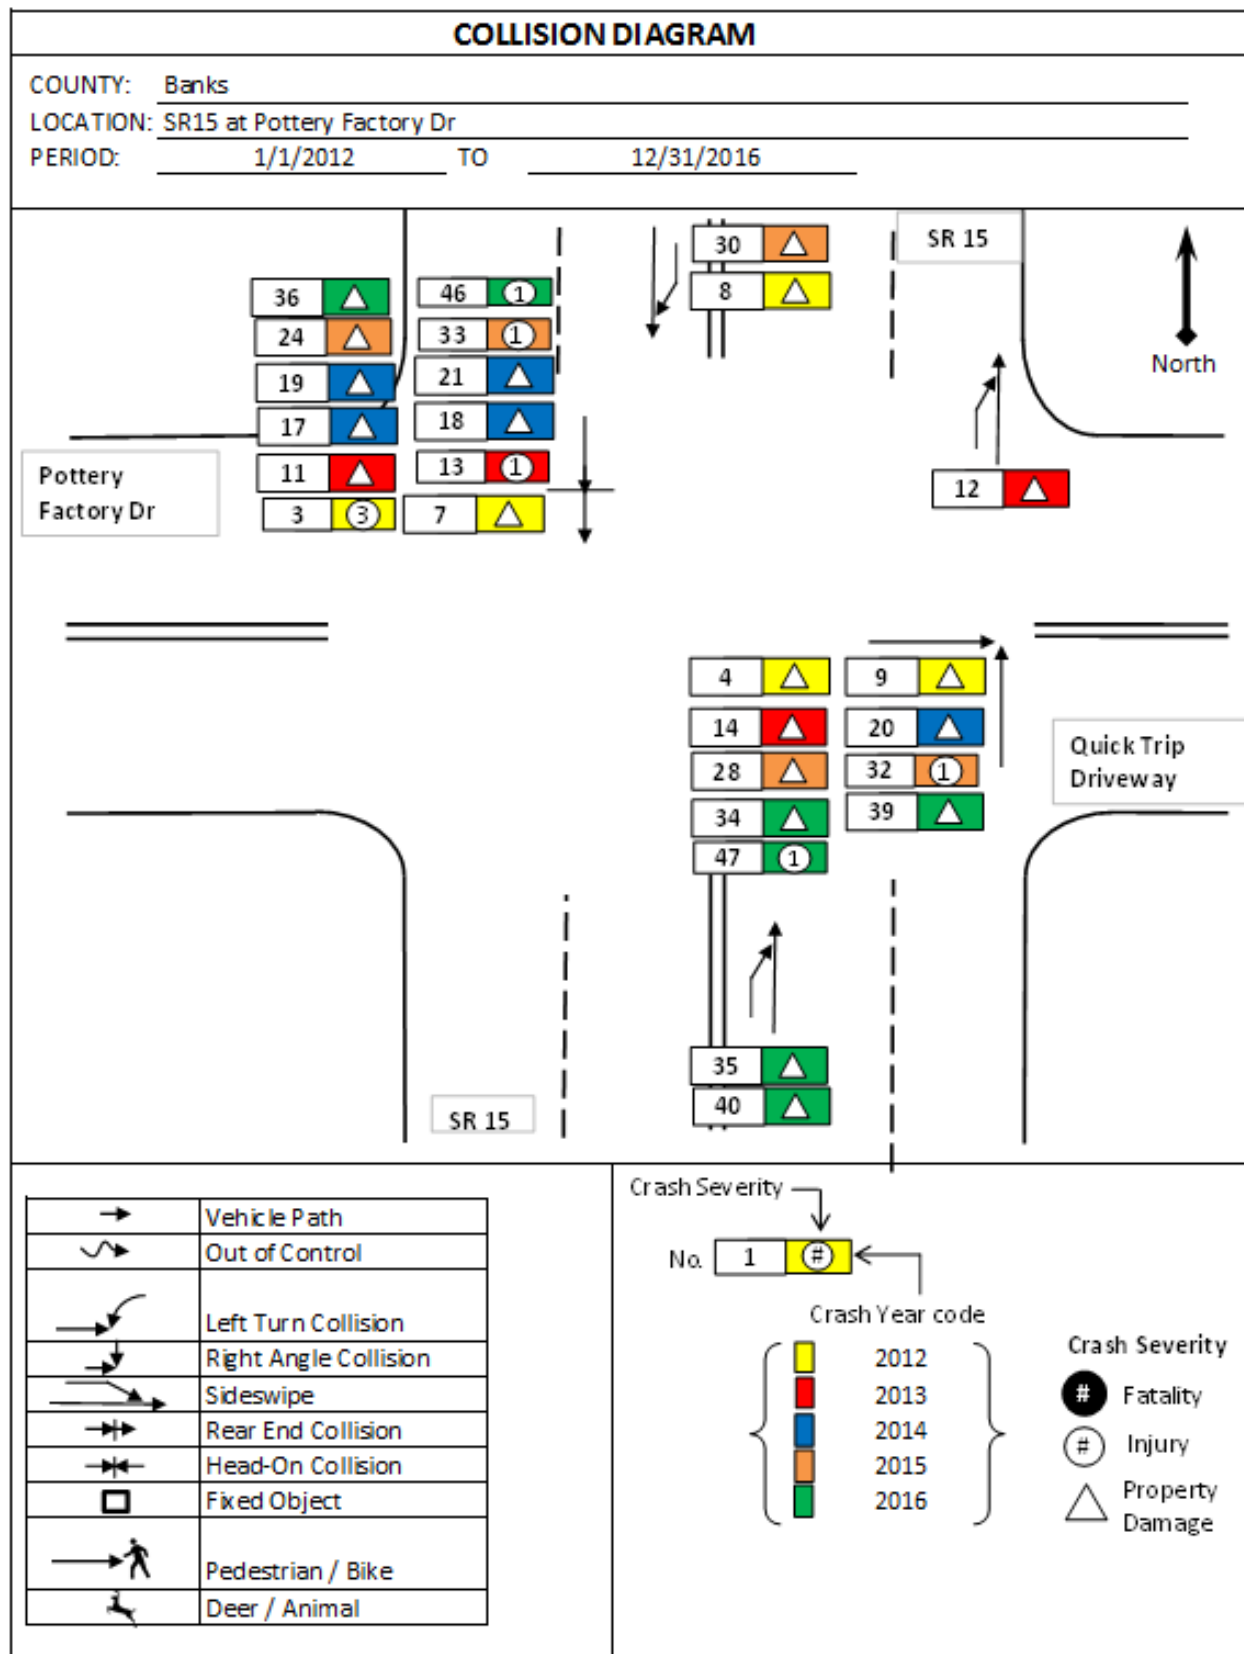 COLLISION DIAGRAM
COUNTY: Banks
LOCATION: SR15 at Pottery Factory Dr
PERIOD: 1/1/2012 TO 12/31/2016
30
SR 15
8
36
46
24
33
19
21
17
18
11
13
3
7
1
1
1
3
North
12
Pottery
Factory Dr
4
9
14
20
28
32
1
34
39
47
1
Quick Trip
Driveway
35
40
SR 15
Vehicle Path
Out of Control
Left Turn Collision
Right Angle Collision
Sideswipe
Rear End Collision
Head-On Collision
Fixed Object
Pedestrian / Bike
Deer / Animal
Crash Severity
No. 1 #
Crash Year code
2012
2013
2014
2015
2016
Crash Severity
# Fatality
# Injury
Property
Damage